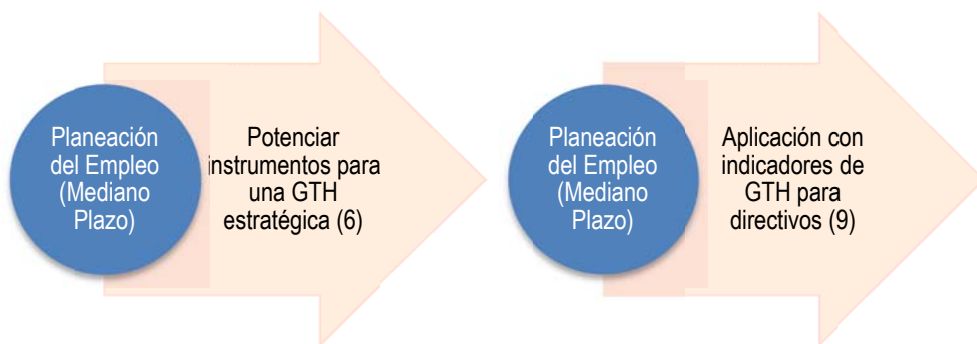 Planeación
del Empleo
(Mediano
Plazo)
Potenciar
instrumentos para
una GTH
estratégica (6)
Planeación
del Empleo
(Mediano
Plazo)
Aplicación con
indicadores de
GTH para
directivos (9)